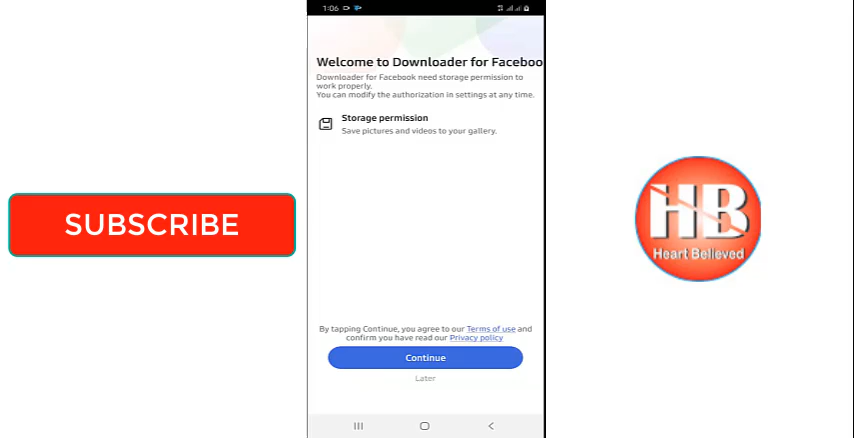 1:06
Welcome to Downloader for Faceboo
Downloader for Facebook need storage permission to
work properly.
You can modify the authorization in settings at any time.
Storage permission
Save pictures and videos to your gallery.
SUBSCRIBE
HB
Heart Believed
By tapping Continue, you agree to our Terms of use and
confirm you have read our Privacy policy
Continue
Later